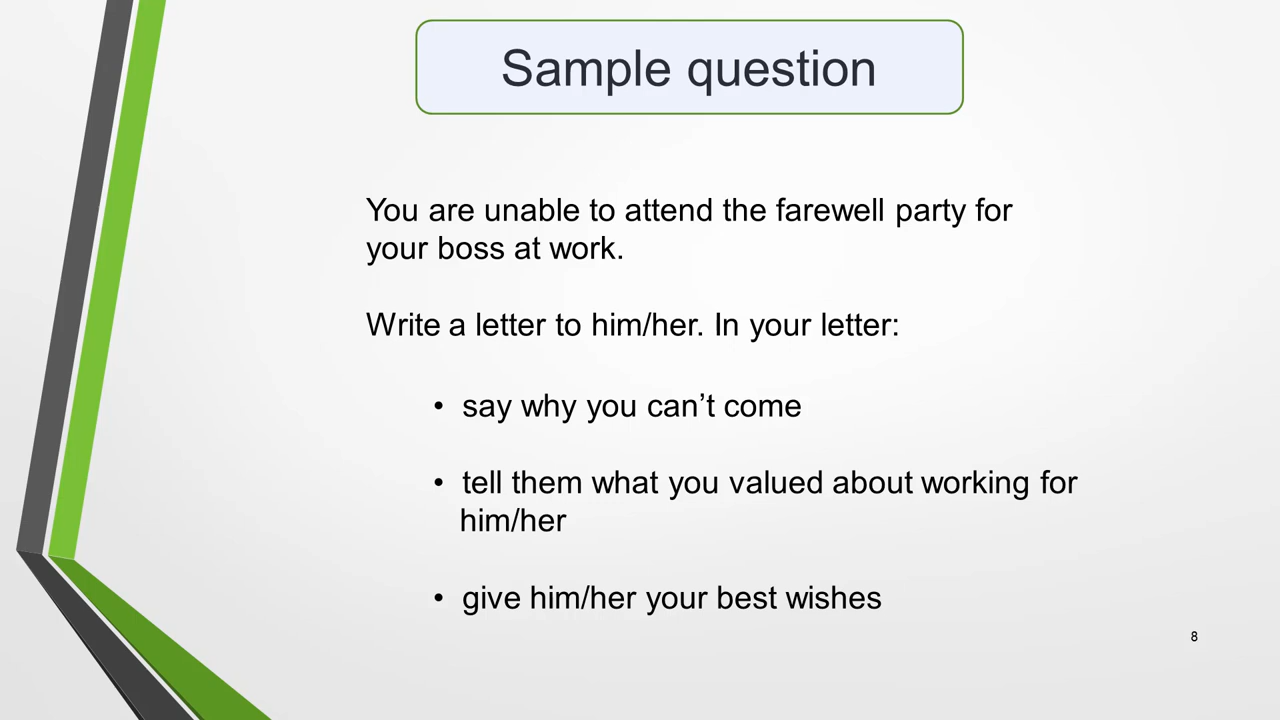 Sample question
You are unable to attend the farewell party for
your boss at work.
Write a letter to him/her. In your letter:
• say why you can’t come
• tell them what you valued about working for
him/her
• give him/her your best wishes
8